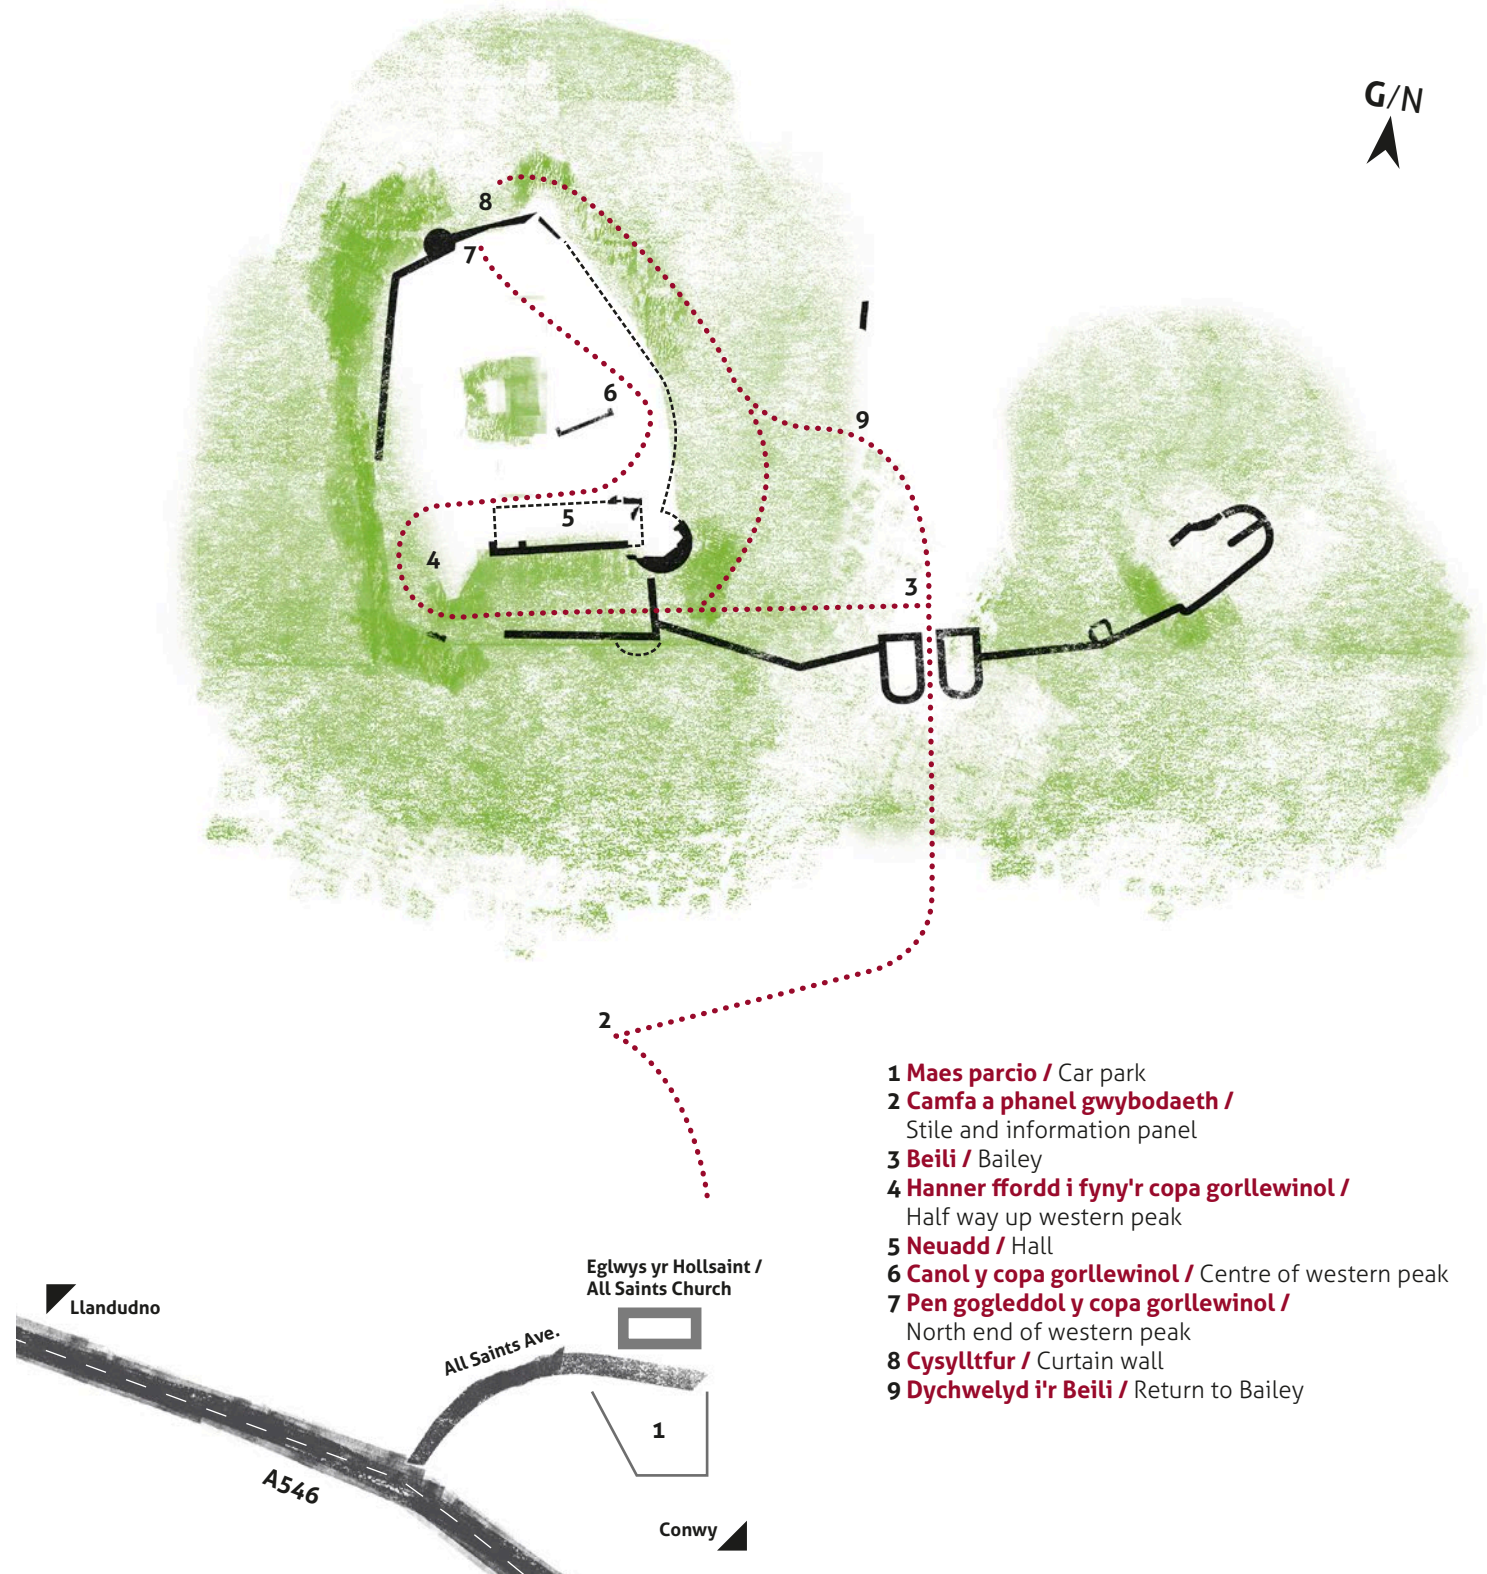 G/N
8
7
6
9
5
4
3
2
1 Maes parcio / Car park
2 Camfa a phanel gwybodaeth /
Stile and information panel
3 Beili / Bailey
4 Hanner ffordd i fyny'r copa gorllewinol /
Half way up western peak
5 Neuadd / Hall
6 Canol y copa gorllewinol / Centre of western peak
7 Pen gogleddol y copa gorllewinol /
North end of western peak
8 Cysylltfur / Curtain wall
9 Dychwelyd i'r Beili / Return to Bailey
Eglwys yr Hollsaint /
All Saints Church
Llandudno
All Saints Ave.
1
A546
Conwy